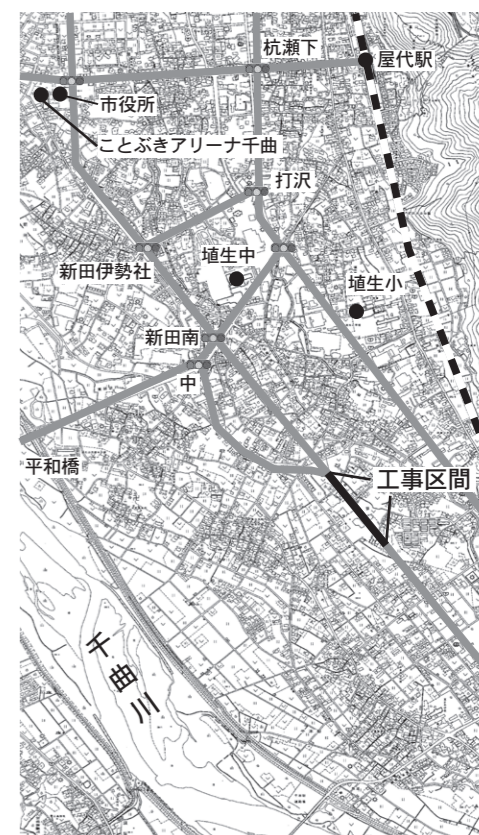 杭瀬下
屋代駅
市役所
ことぶきアリーナ千曲
打沢
新田伊勢社
埴生中
埴生小
新田南
中
平和橋
工事区間
千曲川